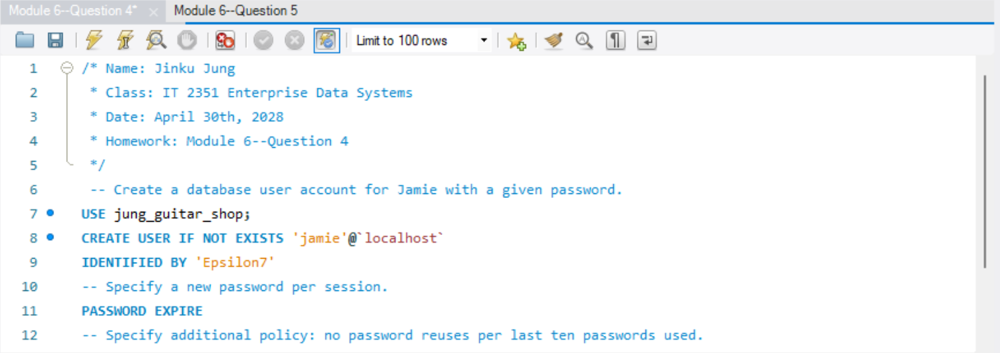 Module 6--Question 4* × Module 6--Question 5
Limit to 100 rows
1 /* Name: Jinku Jung
2 * Class: IT 2351 Enterprise Data Systems
3 * Date: April 30th, 2028
4 * Homework: Module 6--Question 4
5 */
6 -- Create a database user account for Jamie with a given password.
7 USE jung_guitar_shop;
8 CREATE USER IF NOT EXISTS 'jamie'@`localhost`
9 IDENTIFIED BY 'Epsilon7'
10 -- Specify a new password per session.
11 PASSWORD EXPIRE
12 -- Specify additional policy: no password reuses per last ten passwords used.